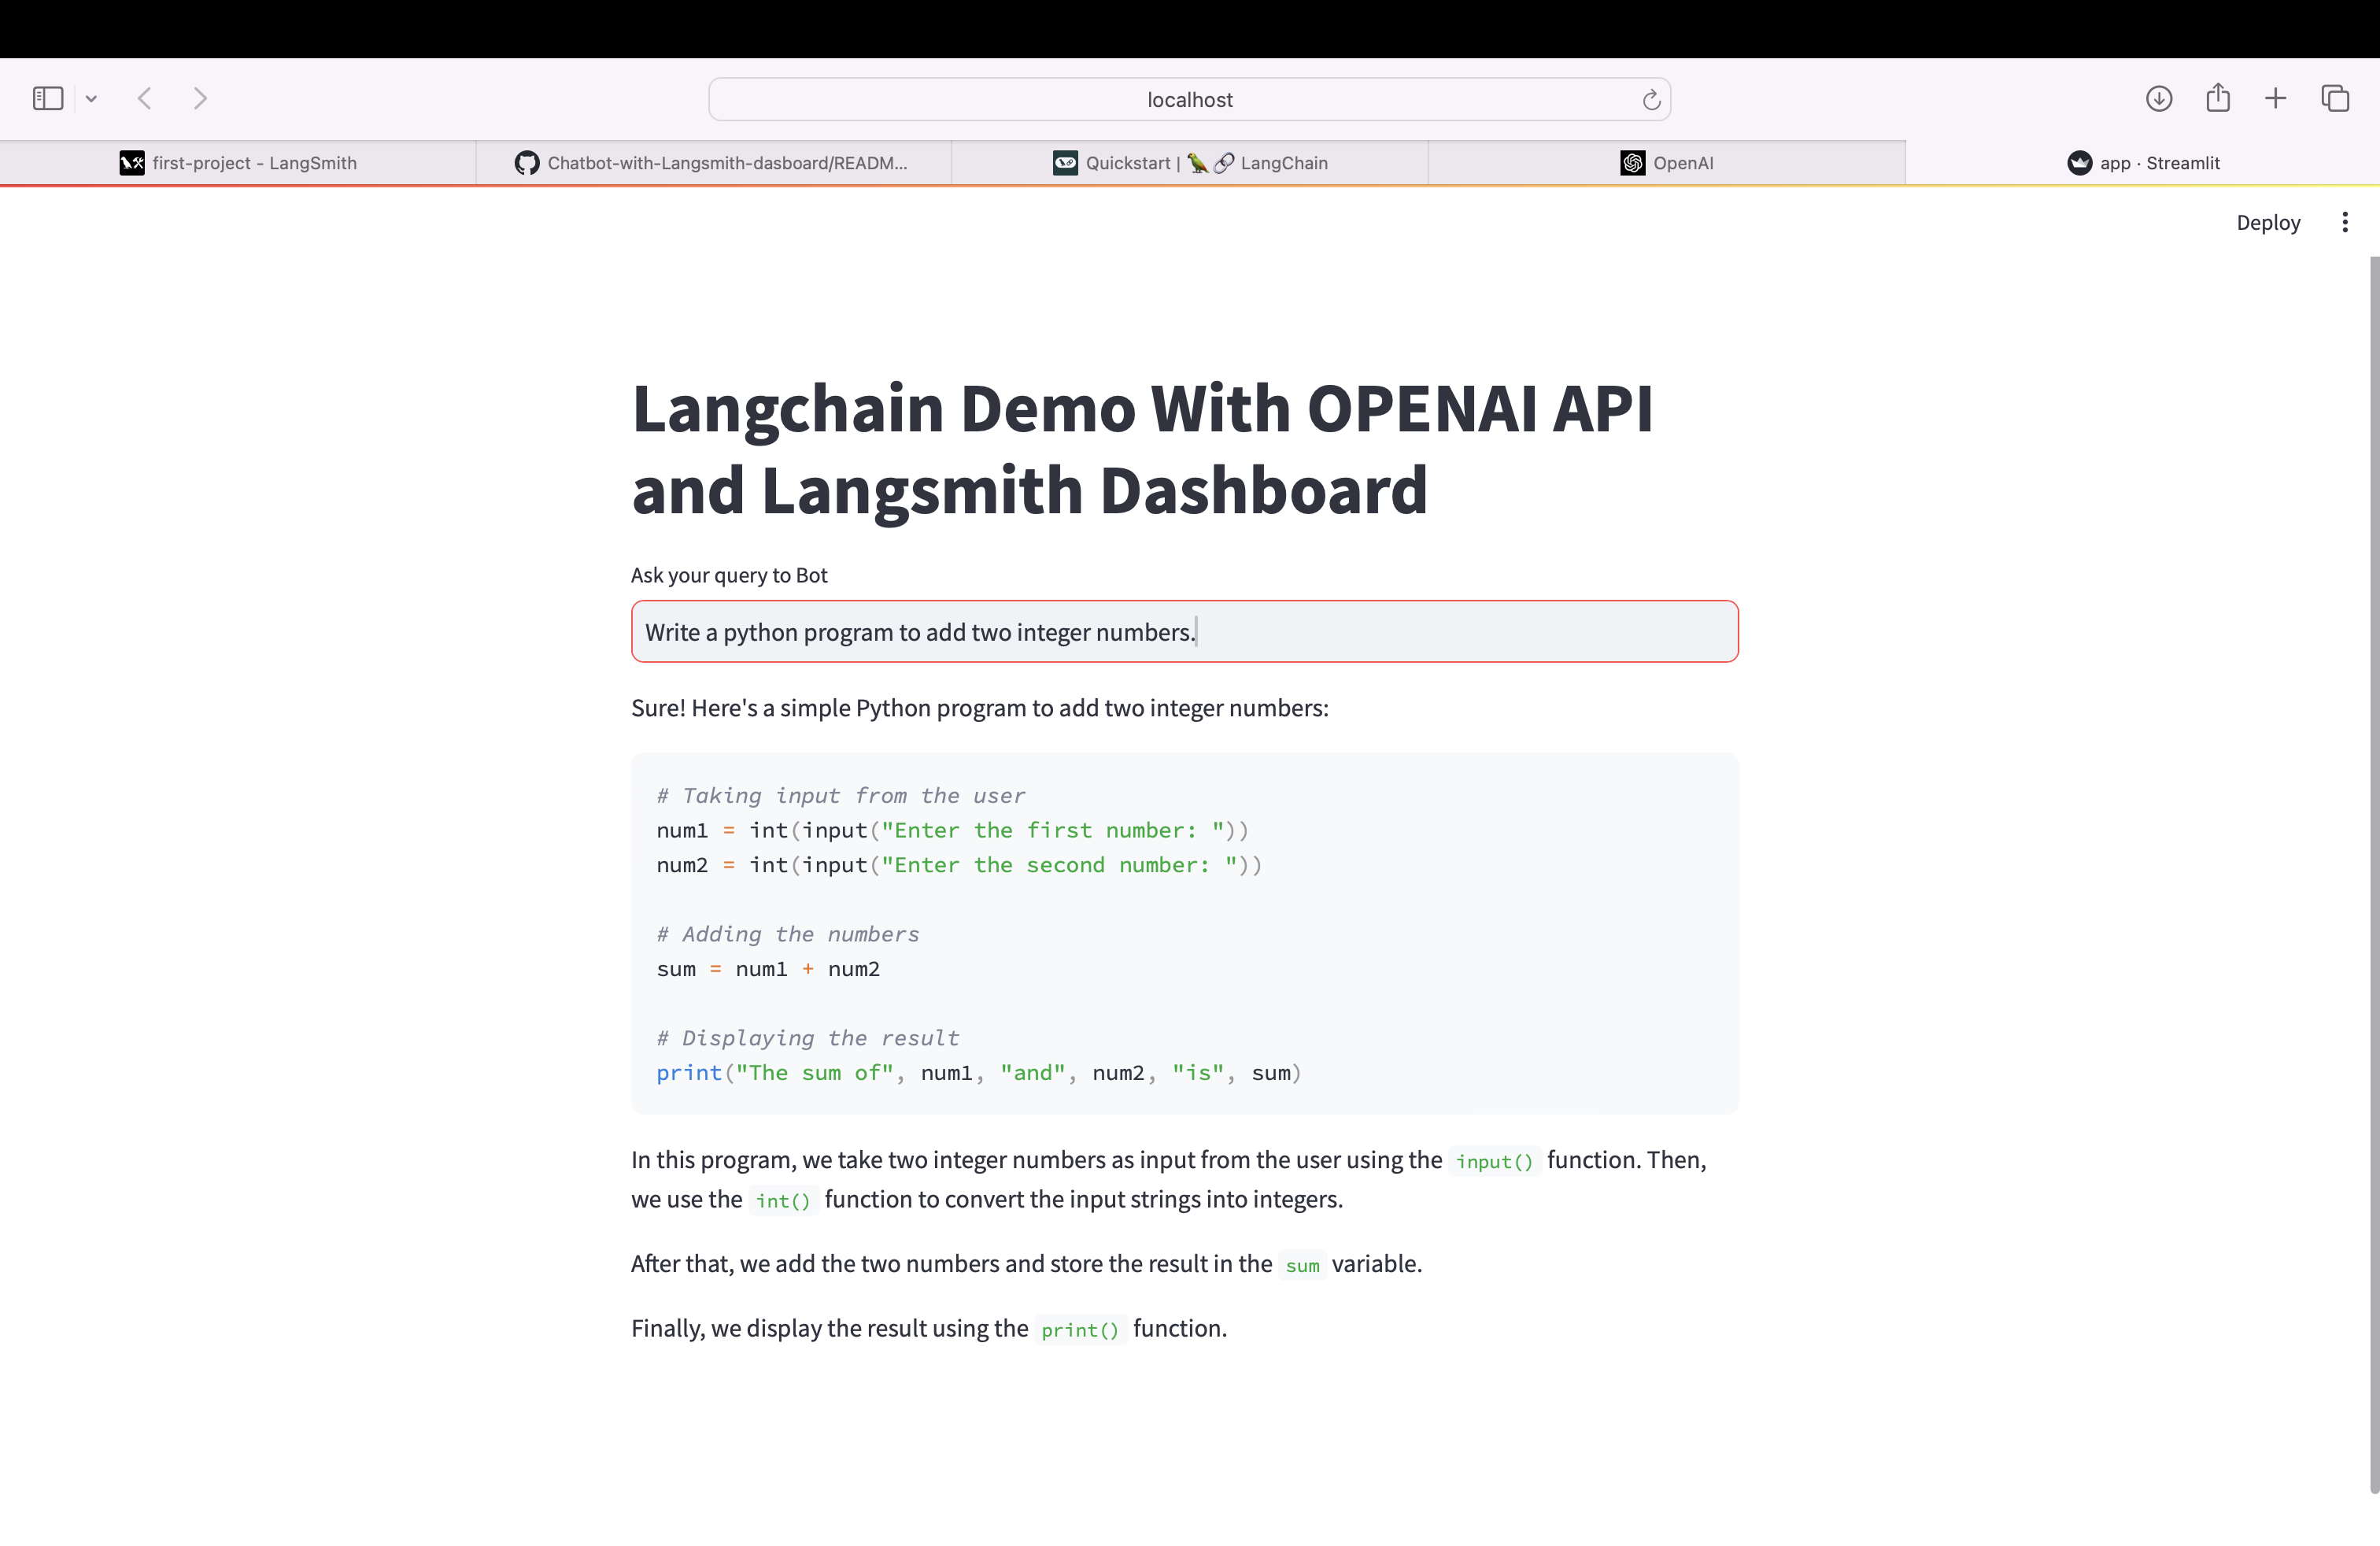 localhost
first-project - LangSmith
Chatbot-with-Langsmith-dasboard/READM...
Quickstart | 🦜🔗 LangChain
OpenAI
app · Streamlit
Deploy
Langchain Demo With OPENAI API
and Langsmith Dashboard
Ask your query to Bot
Write a python program to add two integer numbers.
Sure! Here's a simple Python program to add two integer numbers:
# Taking input from the user
num1 = int(input("Enter the first number: "))
num2 = int(input("Enter the second number: "))
# Adding the numbers
sum = num1 + num2
# Displaying the result
print("The sum of", num1, "and", num2, "is", sum)
In this program, we take two integer numbers as input from the user using the input() function. Then,
we use the int() function to convert the input strings into integers.
After that, we add the two numbers and store the result in the sum variable.
Finally, we display the result using the print() function.